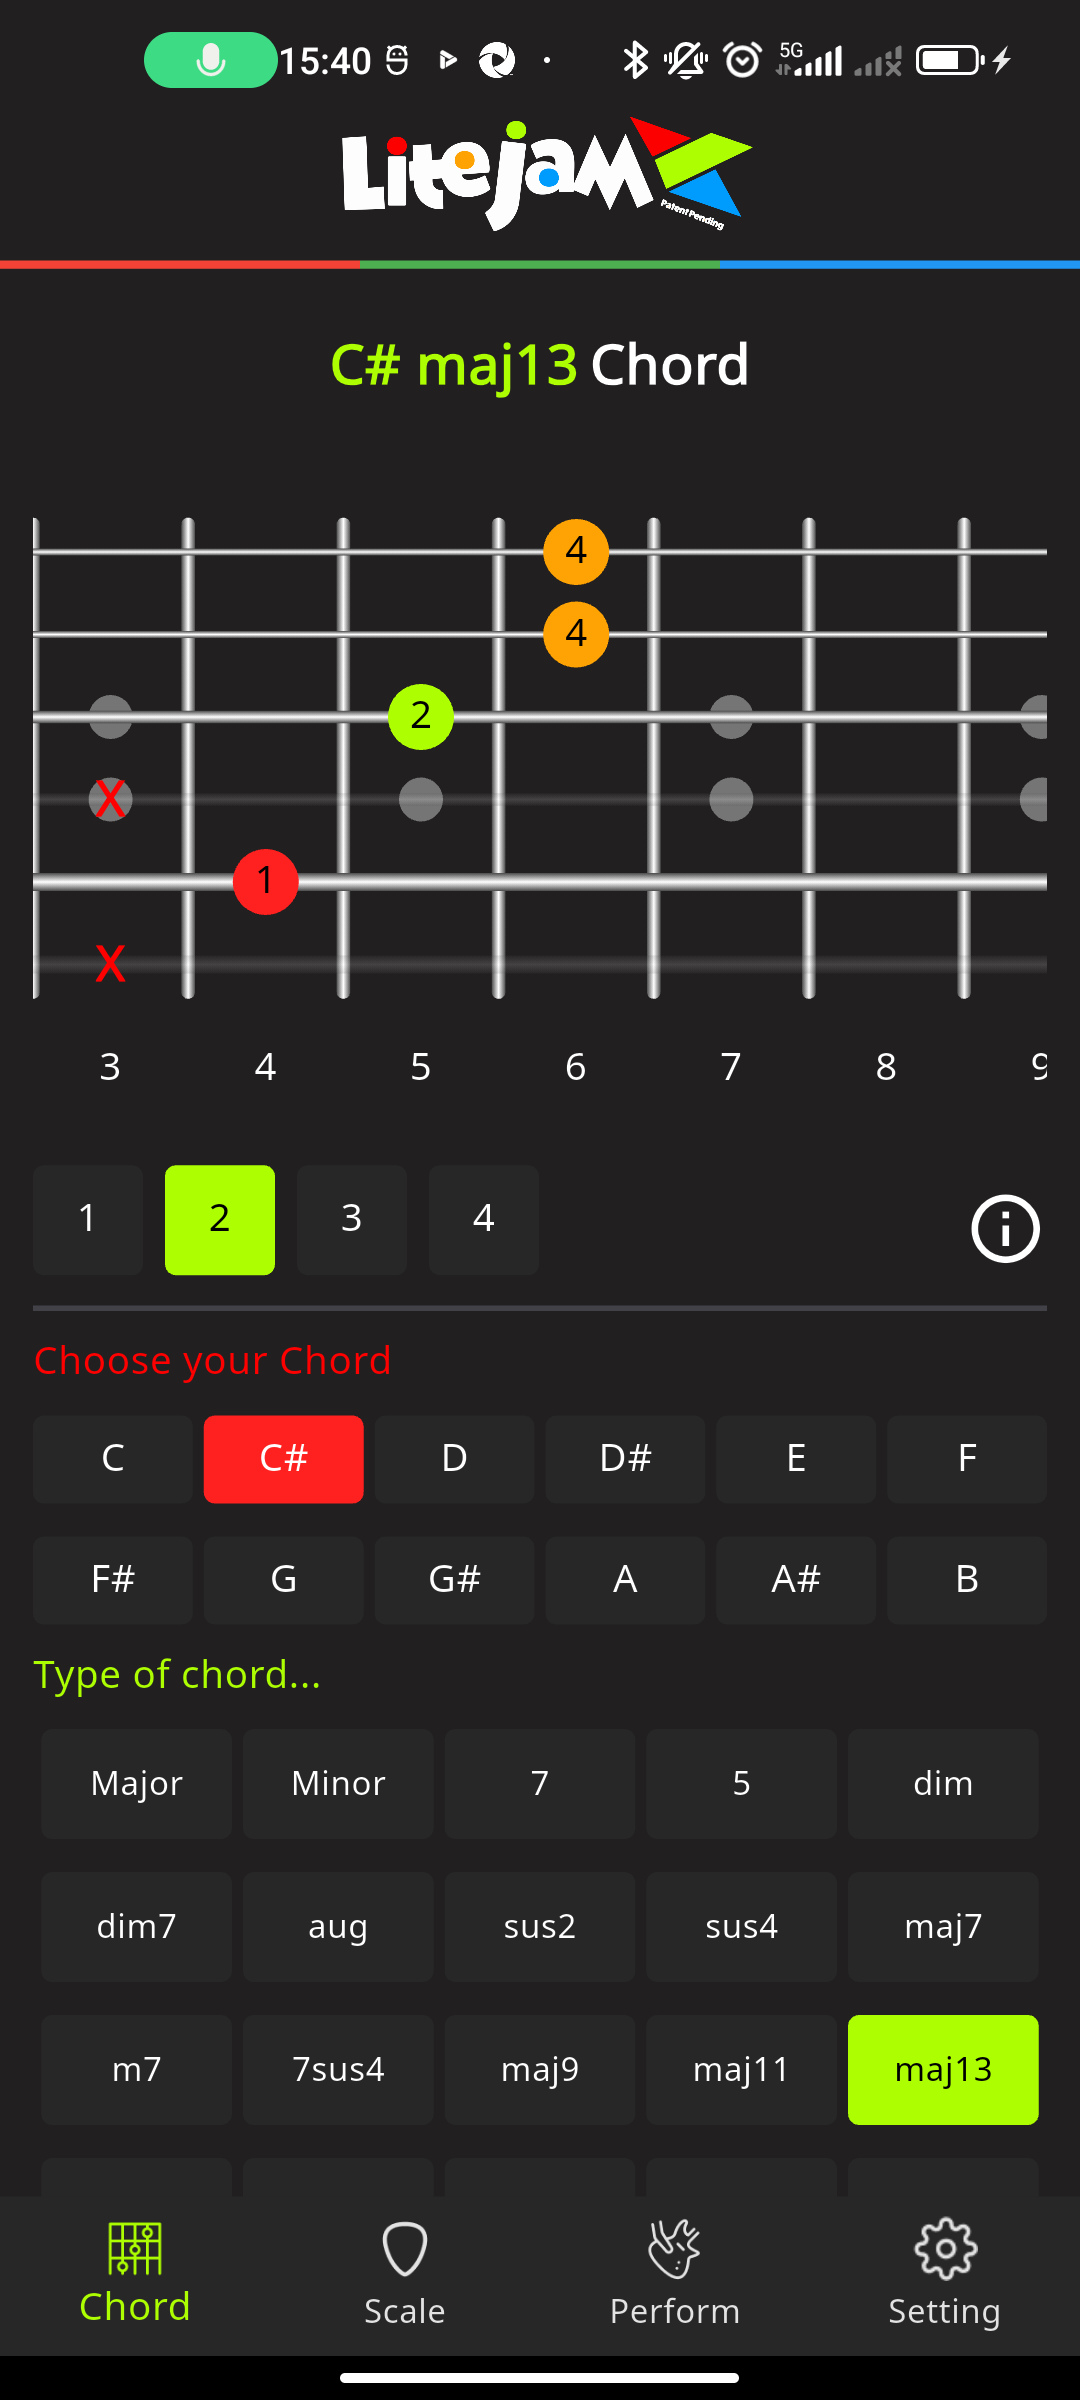 15:40
5G
Litejam
Patent Pending
C# maj13 Chord
4
4
2
X
1
X
3 4 5 6 7 8 9
1 2 3 4
Choose your Chord
C C# D D# E F
F# G G# A A# B
Type of chord...
Major Minor 7 5 dim
dim7 aug sus2 sus4 maj7
m7 7sus4 maj9 maj11 maj13
Chord Scale Perform Setting